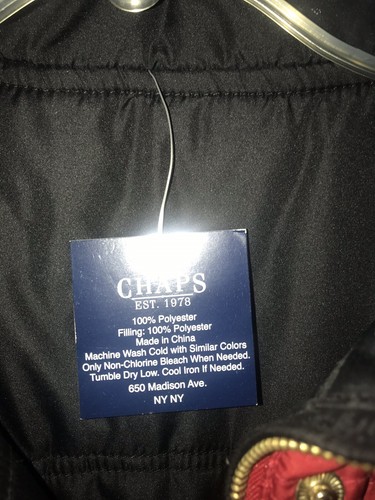 CHAPS
EST. 1978
100% Polyester
Filling: 100% Polyester
Made in China
Machine Wash Cold with Similar Colors
Only Non-Chlorine Bleach When Needed.
Tumble Dry Low. Cool Iron If Needed.
650 Madison Ave.
NY NY